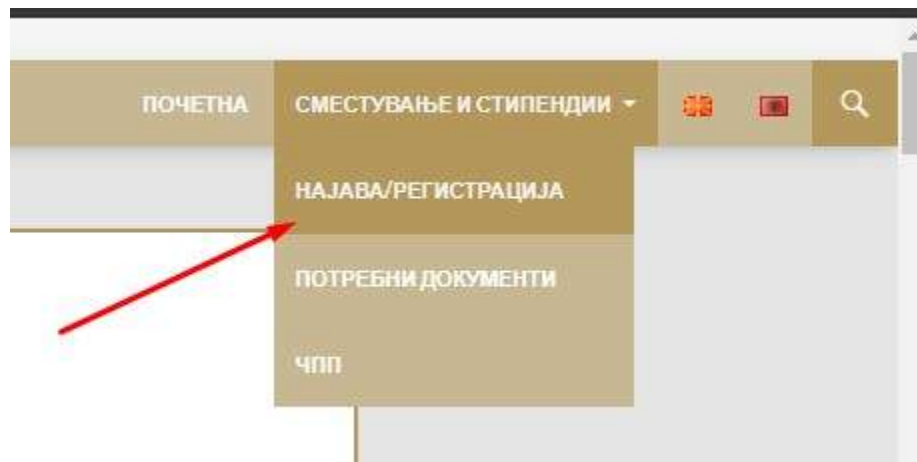 ПОЧЕТНА
СМЕСТУВАЊЕ И СТИПЕНДИИ
НАЈАВА/РЕГИСТРАЦИЈА
ПОТРЕБНИ ДОКУМЕНТИ
ЧПП